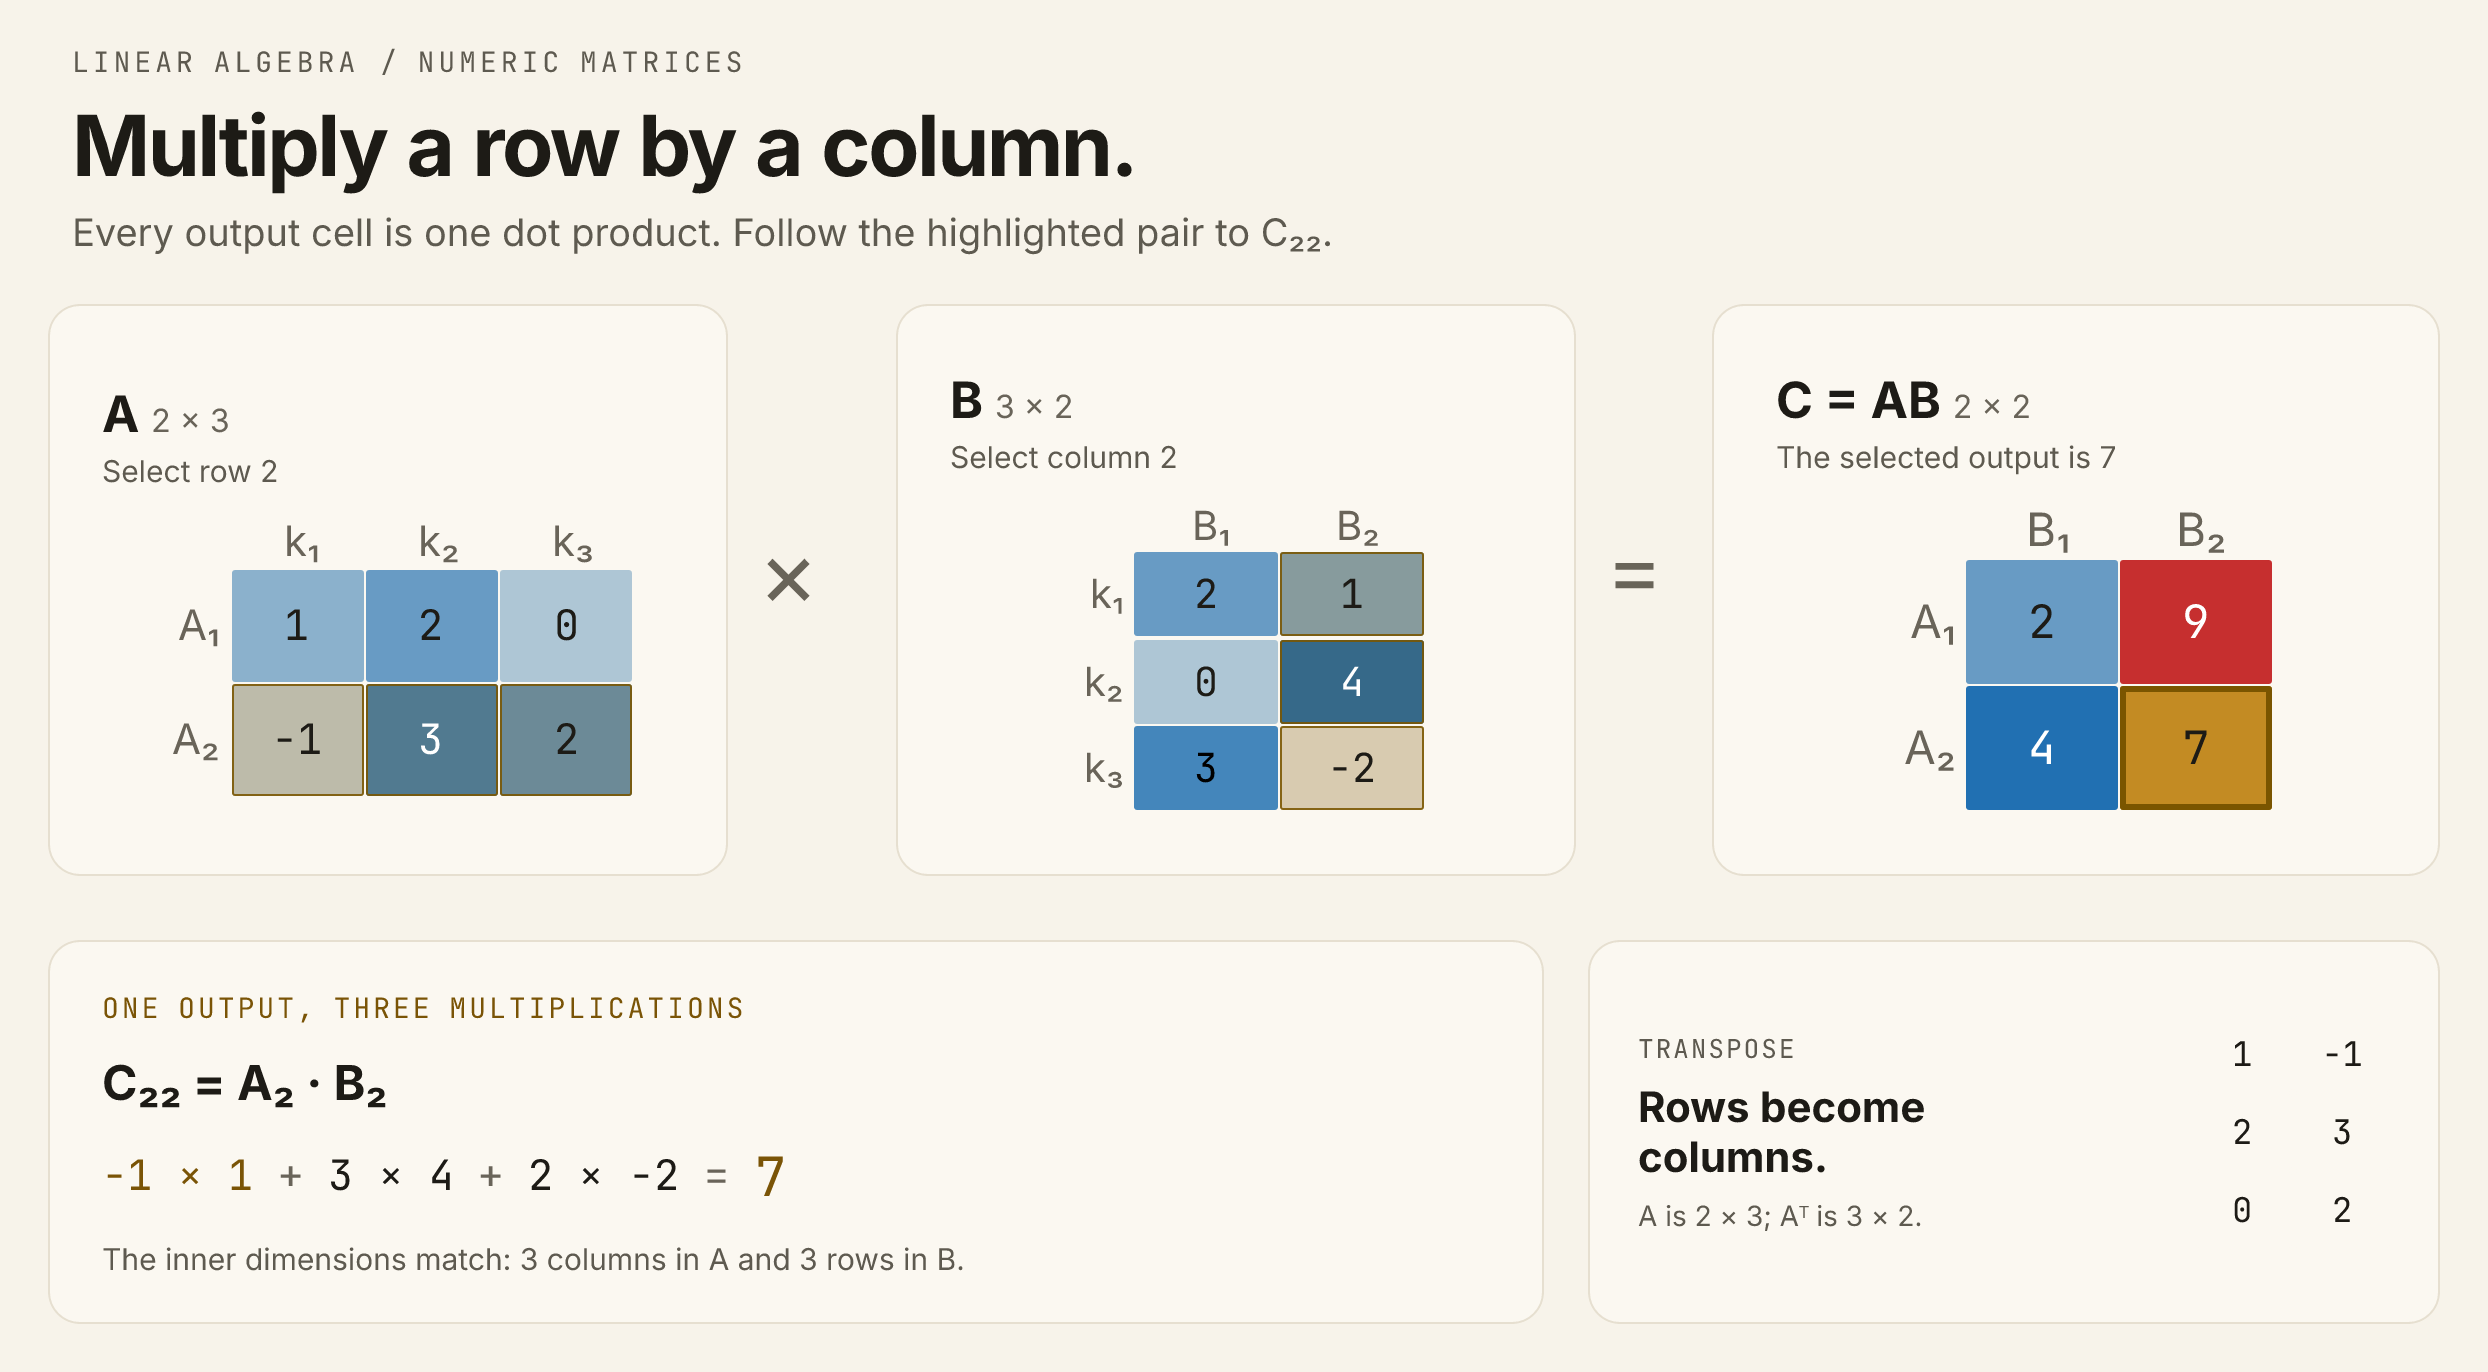 LINEAR ALGEBRA / NUMERIC MATRICES
Multiply a row by a column.
Every output cell is one dot product. Follow the highlighted pair to C₂₂.
A 2 × 3
Select row 2
k₁ k₂ k₃
A₁ 1 2 0
A₂ -1 3 2
×
B 3 × 2
Select column 2
B₁ B₂
k₁ 2 1
k₂ 0 4
k₃ 3 -2
=
C = AB 2 × 2
The selected output is 7
B₁ B₂
A₁ 2 9
A₂ 4 7
ONE OUTPUT, THREE MULTIPLICATIONS
C₂₂ = A₂ · B₂
-1 × 1 + 3 × 4 + 2 × -2 = 7
The inner dimensions match: 3 columns in A and 3 rows in B.
TRANSPOSE
Rows become
columns.
A is 2 × 3; Aᵀ is 3 × 2.
1 -1
2 3
0 2